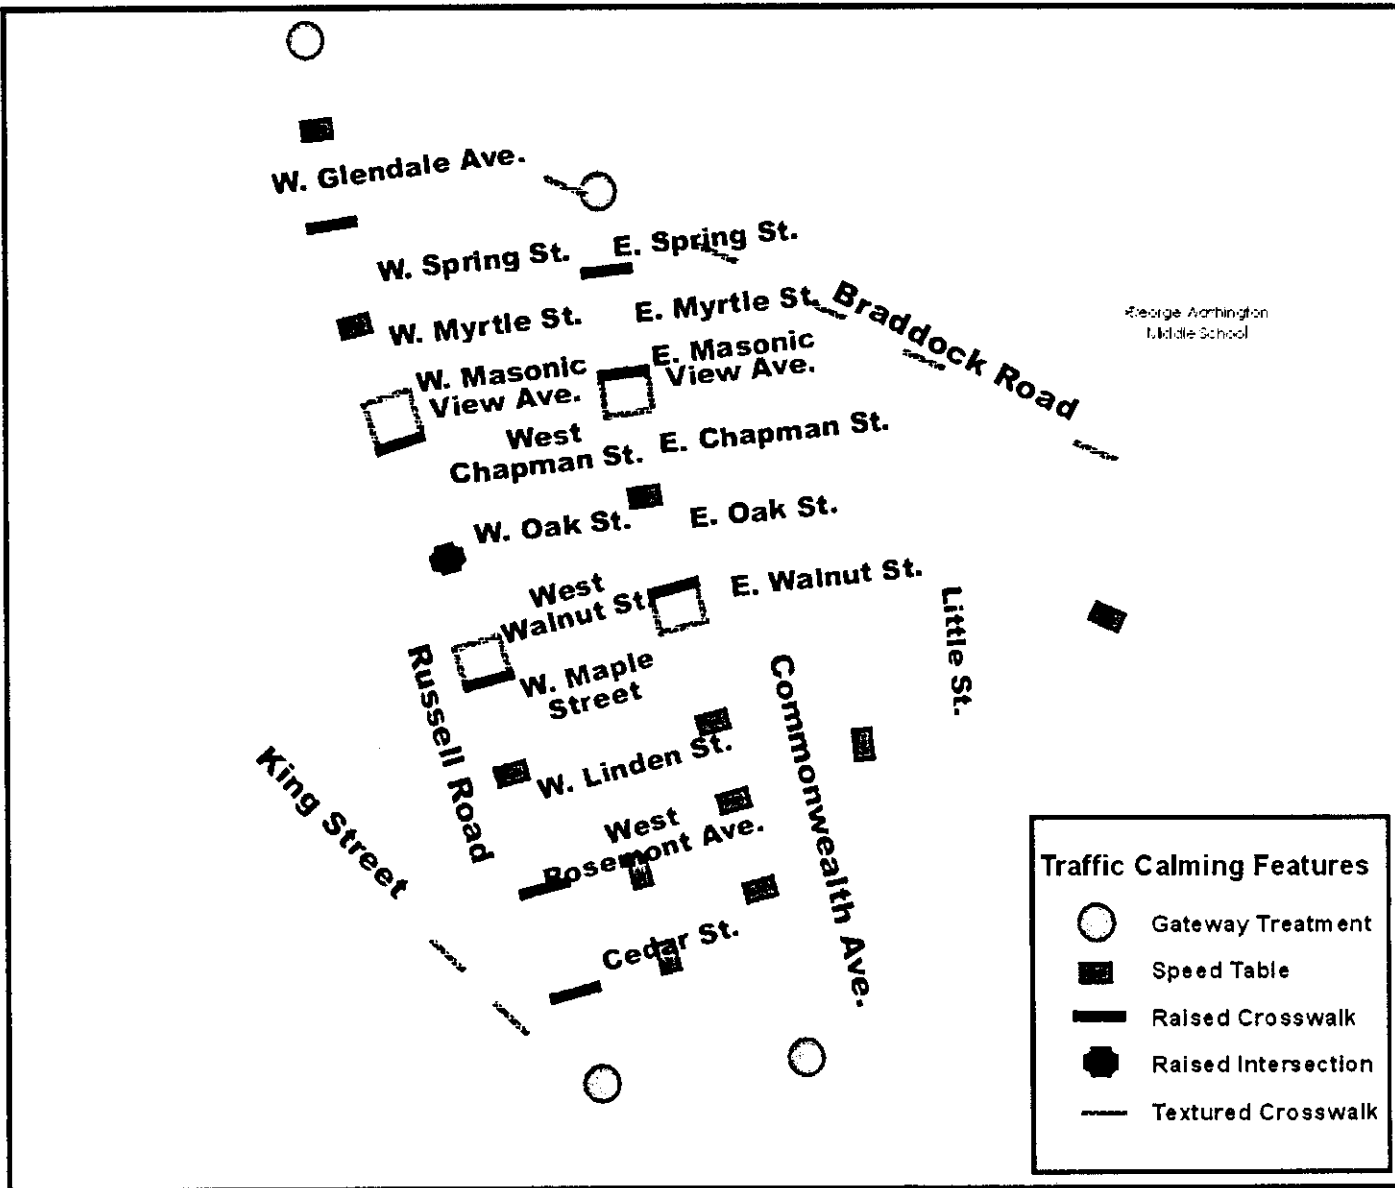 W. Glendale Ave.
W. Spring St.
E. Spring St.
W. Myrtle St.
E. Myrtle St.
Braddock Road
W. Masonic
View Ave.
E. Masonic
View Ave.
Middle School
West
Chapman St.
E. Chapman St.
W. Oak St.
E. Oak St.
West
Walnut St.
E. Walnut St.
Little St.
W. Maple
Street
Russell Road
King Street
W. Linden St.
Commonwealth Ave.
West
Rosemont Ave.
Cedar St.
Traffic Calming Features
Gateway Treatment
Speed Table
Raised Crosswalk
Raised Intersection
Textured Crosswalk